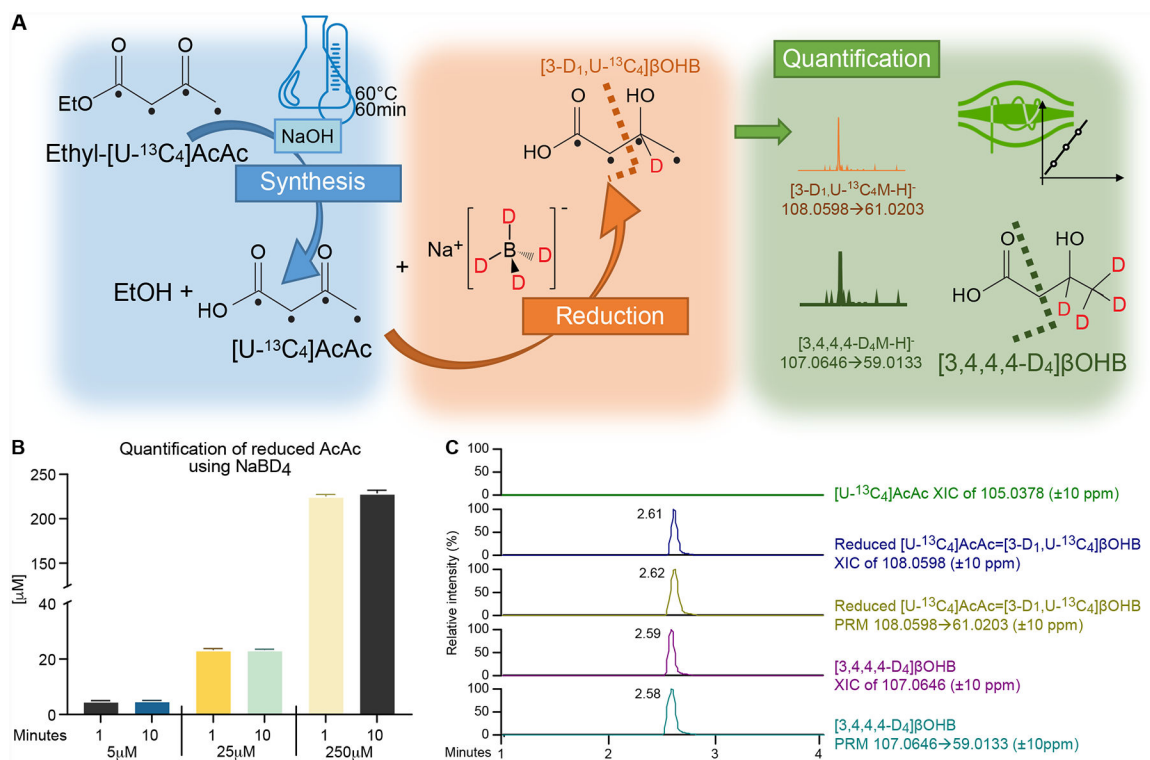 A
O
O
EtO
Ethyl-[U-¹³C₄]AcAc
60°C
60min
NaOH
Synthesis
EtOH +
O
O
HO
[U-¹³C₄]AcAc
+
Na⁺
D
D
B
D
D
-
Reduction
[3-D₁,U-¹³C₄]βOHB
O
HO
HO
D
Quantification
[3-D₁,U-¹³C₄M-H]⁻
108.0598→61.0203
[3,4,4,4-D₄M-H]⁻
107.0646→59.0133
O
HO
HO
D
D
D
D
[3,4,4,4-D₄]βOHB
B
Quantification of reduced AcAc
using NaBD₄
[µM]
250
200
150
40
20
0
Minutes
1
10
1
10
1
10
5µM
25µM
250µM
C
Relative intensity (%)
100
50
0
[U-¹³C₄]AcAc XIC of 105.0378 (±10 ppm)
100
50
0
2.61
Reduced [U-¹³C₄]AcAc=[3-D₁,U-¹³C₄]βOHB
XIC of 108.0598 (±10 ppm)
100
50
0
2.62
Reduced [U-¹³C₄]AcAc=[3-D₁,U-¹³C₄]βOHB
PRM 108.0598→61.0203 (±10 ppm)
100
50
0
2.59
[3,4,4,4-D₄]βOHB
XIC of 107.0646 (±10 ppm)
100
50
0
2.58
[3,4,4,4-D₄]βOHB
PRM 107.0646→59.0133 (±10ppm)
Minutes
1
2
3
4